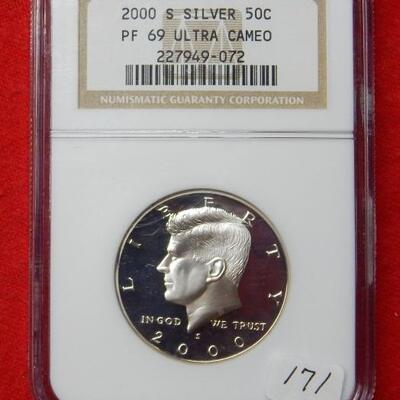 2000 S SILVER 50C
PF 69 ULTRA CAMEO
227949-072
NUMISMATIC GUARANTY CORPORATION
LIBERTY
IN GOD WE TRUST
S
2000
171